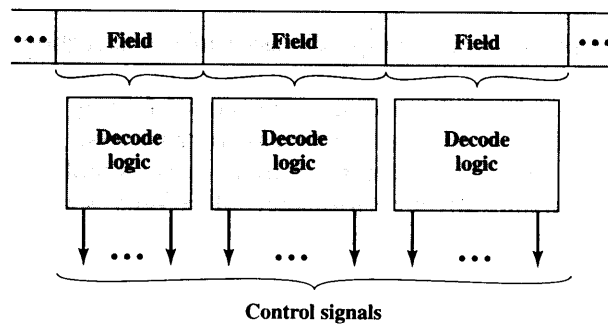 ••• Field Field Field •••
Decode Decode Decode
logic logic logic
••• ••• •••
Control signals